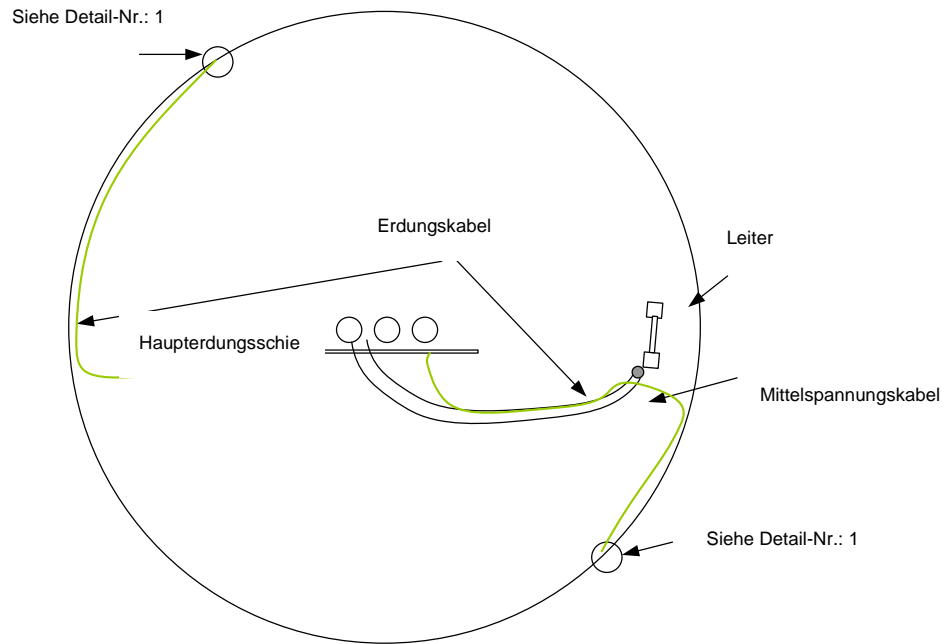 Siehe Detail-Nr.: 1
Erdungskabel
Leiter
Haupterdungsschie
Mittelspannungskabel
Siehe Detail-Nr.: 1